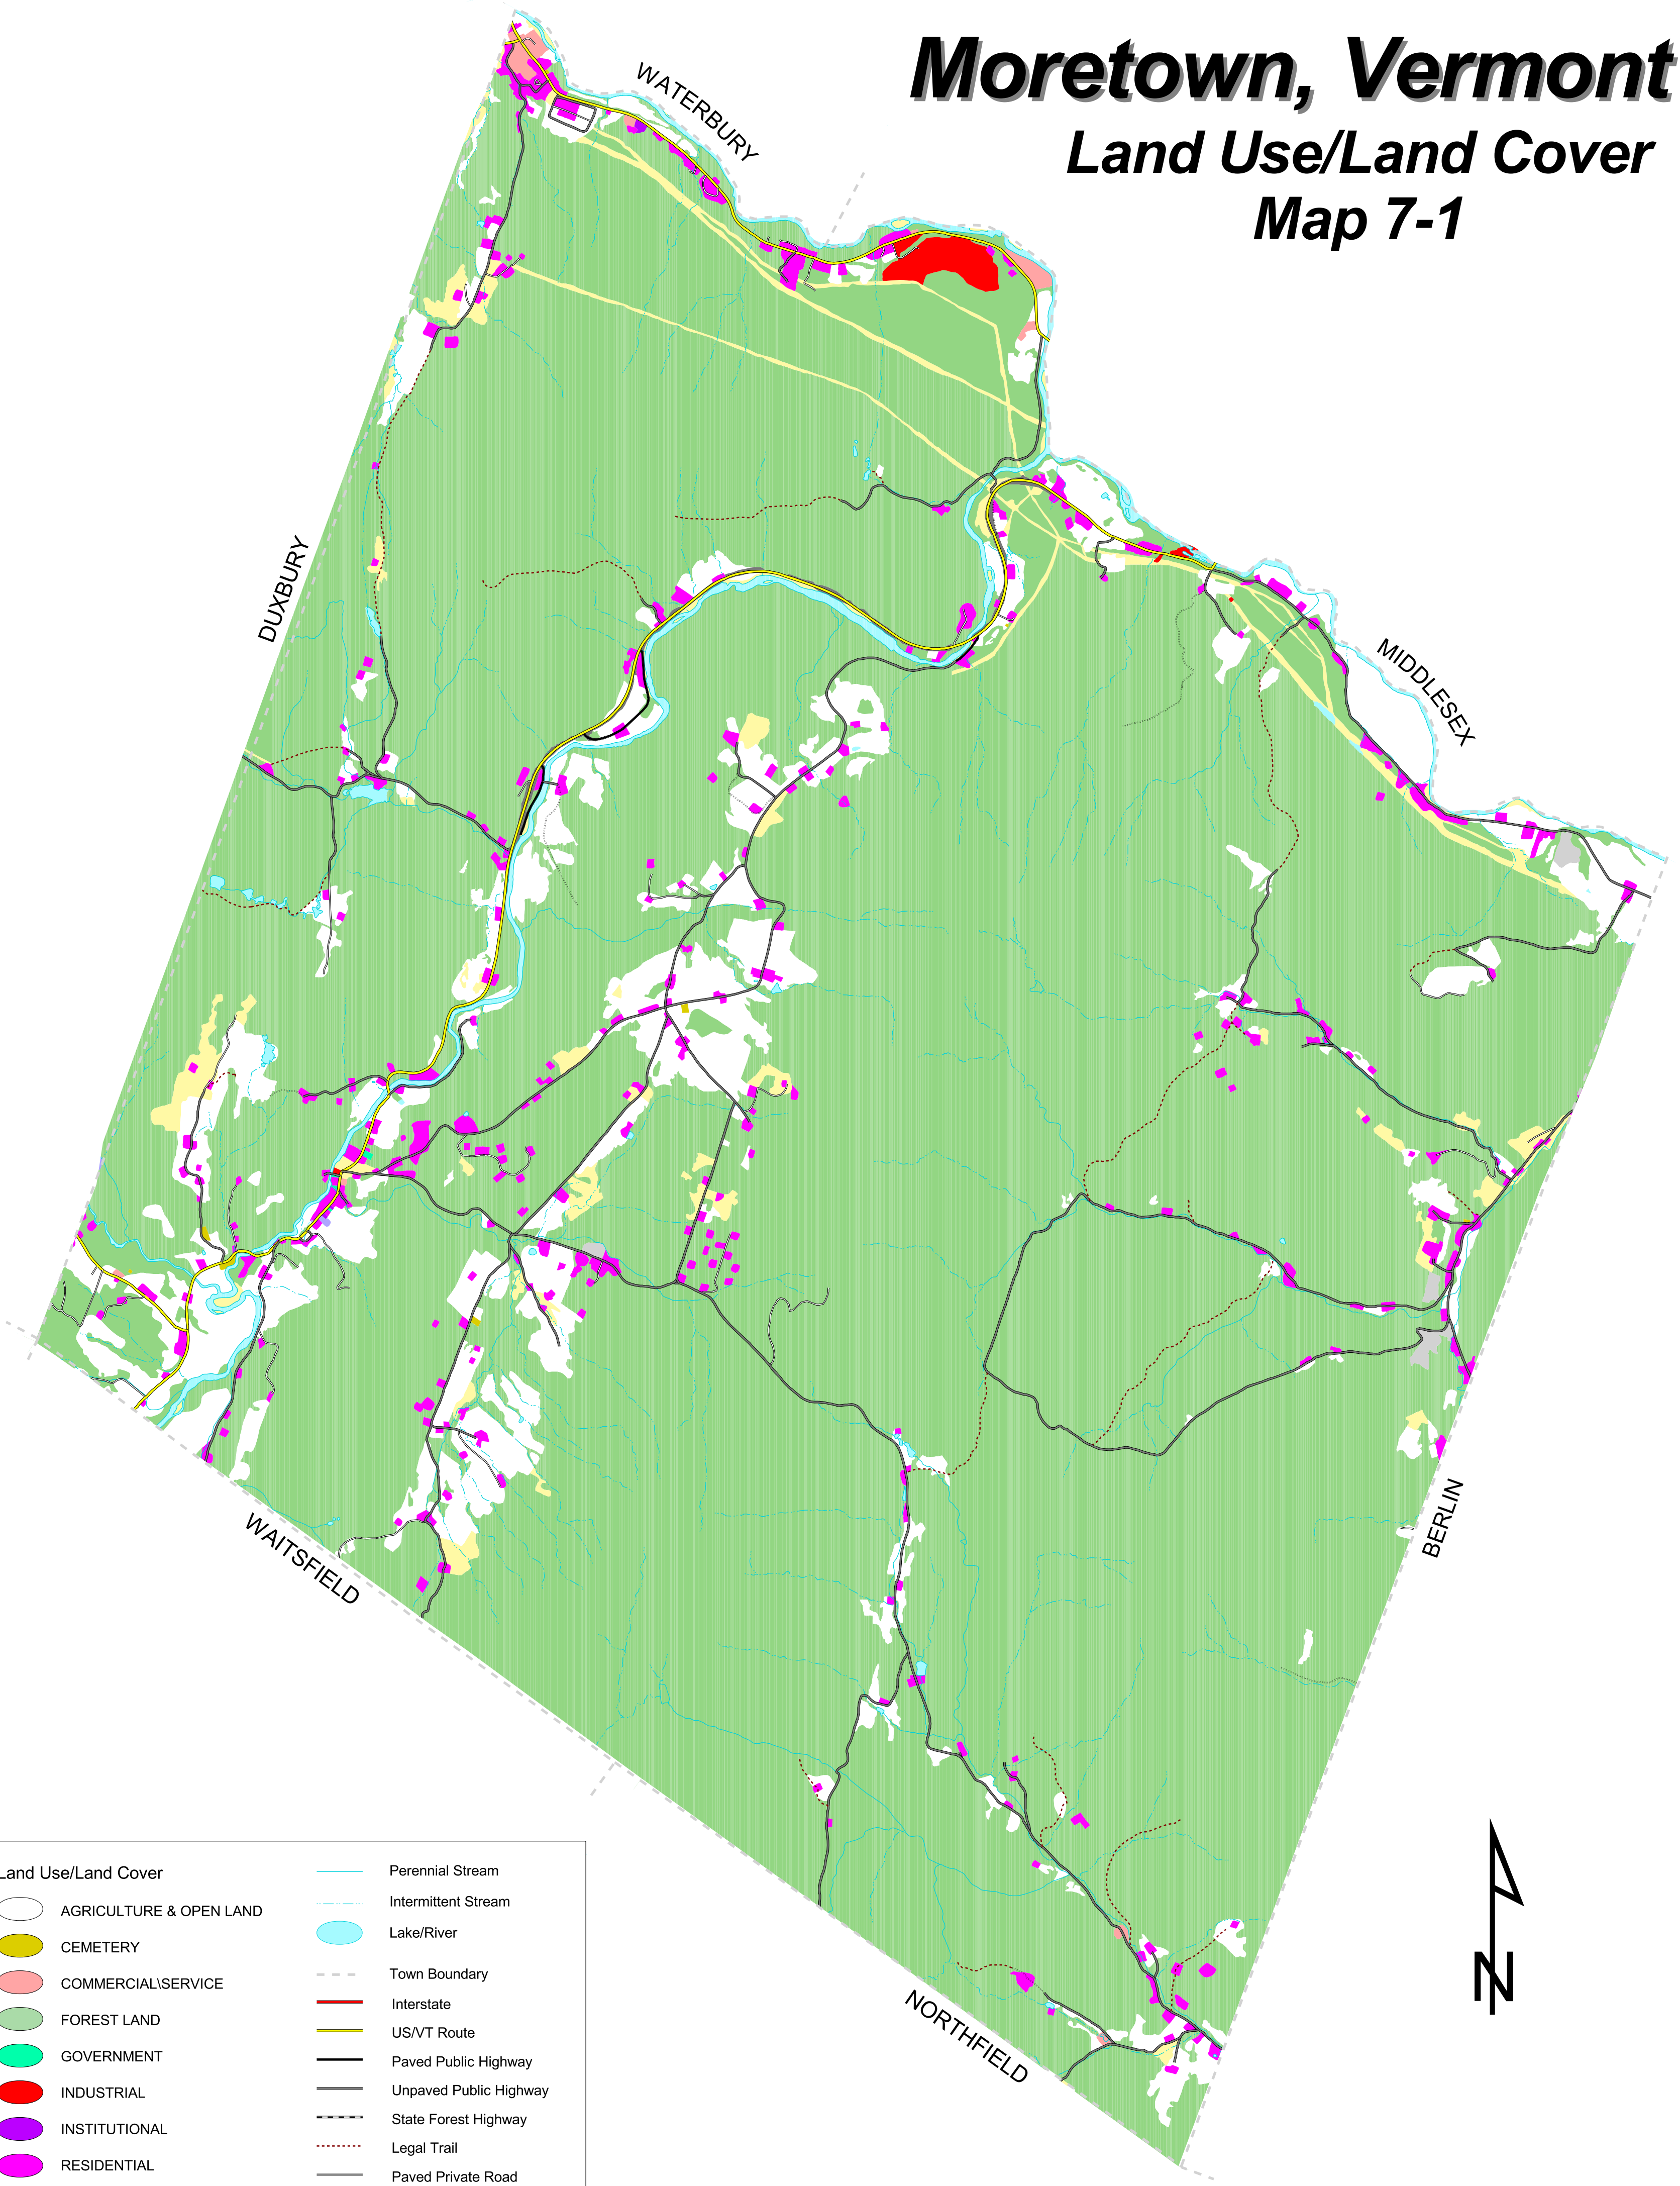 Moretown, Vermont
Land Use/Land Cover
Map 7-1
WATERBURY
DUXBURY
MIDDLESEX
BERLIN
WAITSFIELD
NORTHFIELD
N
Land Use/Land Cover
AGRICULTURE & OPEN LAND
CEMETERY
COMMERCIAL\SERVICE
FOREST LAND
GOVERNMENT
INDUSTRIAL
INSTITUTIONAL
RESIDENTIAL
Perennial Stream
Intermittent Stream
Lake/River
Town Boundary
Interstate
US/VT Route
Paved Public Highway
Unpaved Public Highway
State Forest Highway
Legal Trail
Paved Private Road